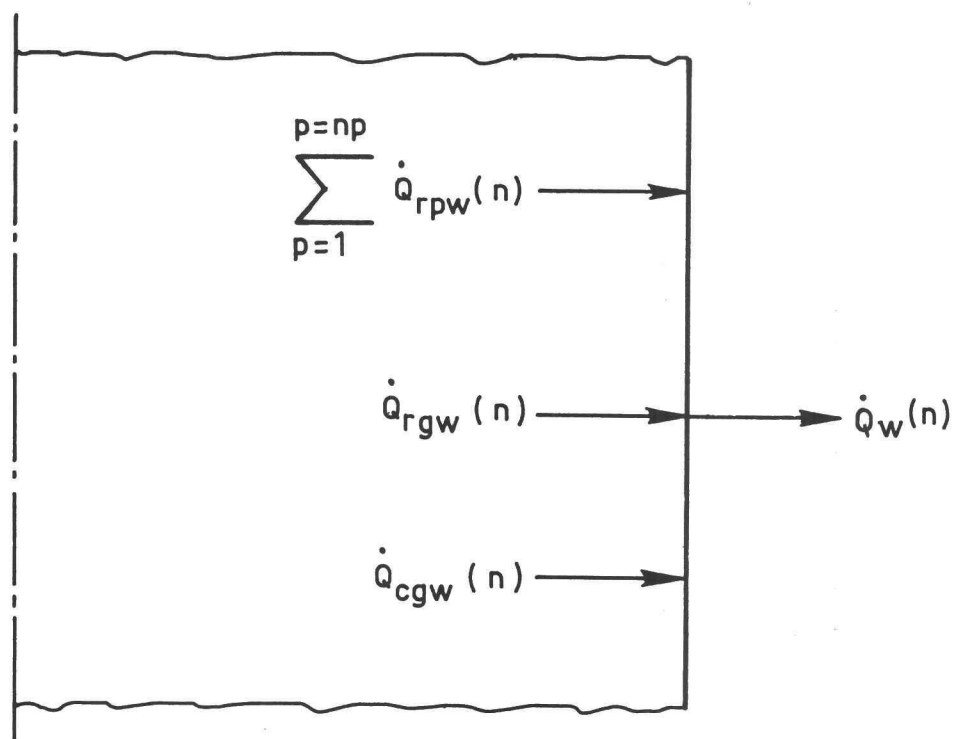 p=np
∑ Q̇rpw(n)
p=1
Q̇rgw (n)
Q̇w(n)
Q̇cgw (n)